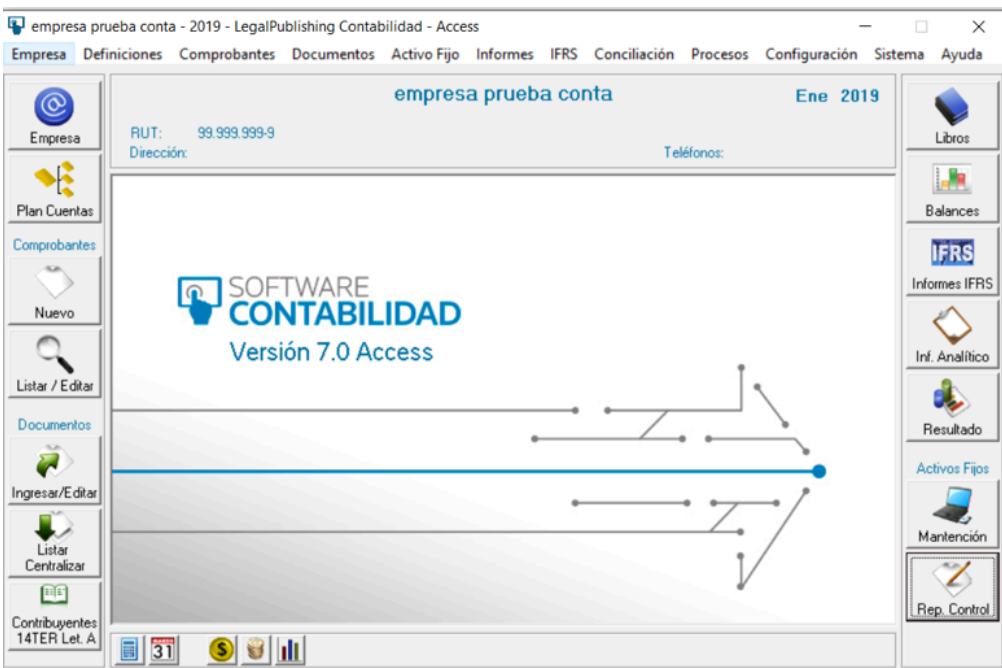 empresa prueba conta - 2019 - LegalPublishing Contabilidad - Access
Empresa Definiciones Comprobantes Documentos Activo Fijo Informes IFRS Conciliación Procesos Configuración Sistema Ayuda
empresa prueba conta
Ene 2019
RUT: 99.999.999-9
Dirección:
Teléfonos:
Empresa
Plan Cuentas
Comprobantes
Nuevo
Listar / Editar
Documentos
Ingresar/Editar
Listar
Centralizar
Contribuyentes
14TER Let. A
SOFTWARE
CONTABILIDAD
Versión 7.0 Access
31
$
Libros
Balances
IFRS
Informes IFRS
Inf. Analítico
Resultado
Activos Fijos
Mantención
Rep. Control